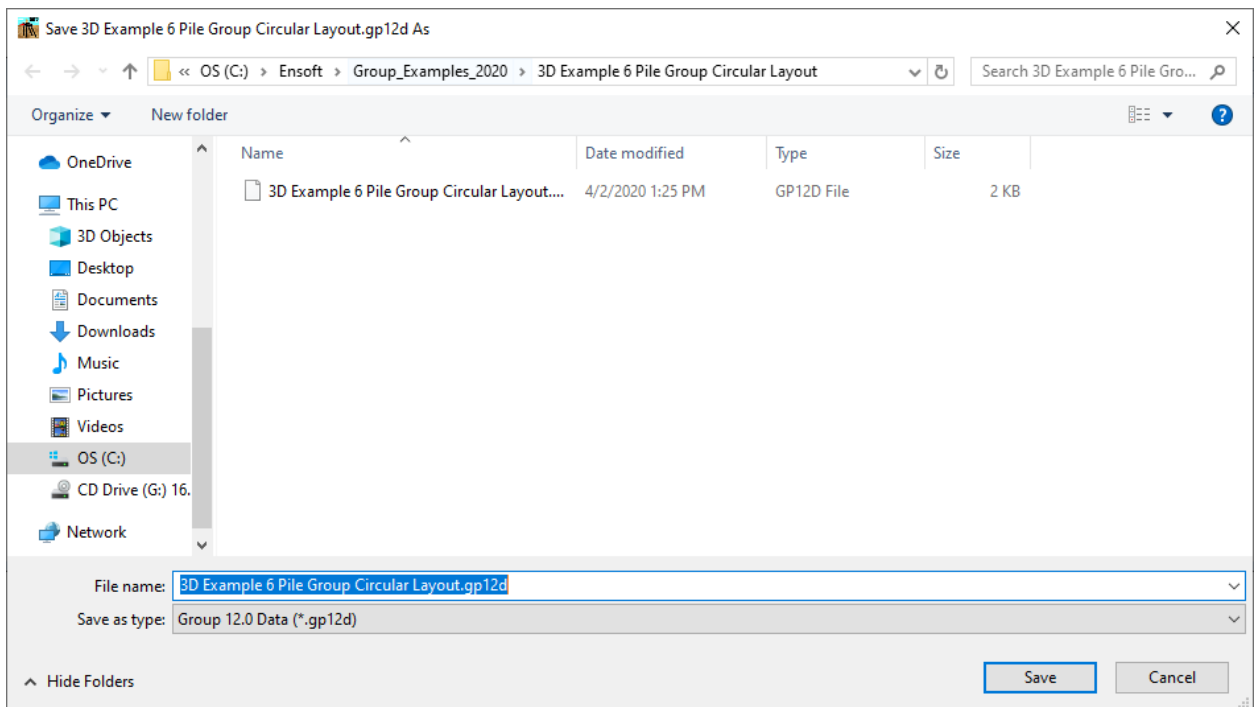 Save 3D Example 6 Pile Group Circular Layout.gp12d As
« OS (C:) > Ensoft > Group_Examples_2020 > 3D Example 6 Pile Group Circular Layout
Search 3D Example 6 Pile Gro...
Organize New folder
Name Date modified Type Size
3D Example 6 Pile Group Circular Layout.... 4/2/2020 1:25 PM GP12D File 2 KB
OneDrive
This PC
3D Objects
Desktop
Documents
Downloads
Music
Pictures
Videos
OS (C:)
CD Drive (G:) 16.
Network
File name: 3D Example 6 Pile Group Circular Layout.gp12d
Save as type: Group 12.0 Data (*.gp12d)
Hide Folders Save Cancel